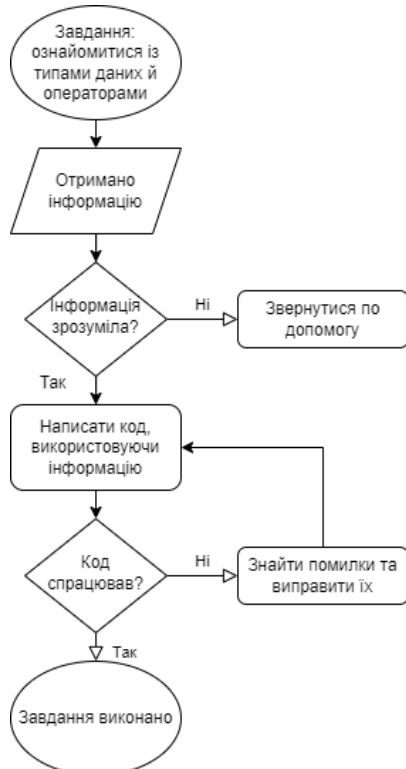 Завдання:
ознайомитися із
типами даних й
операторами
Отримано
інформацію
Інформація
зрозуміла?
Ні
Звернутися по
допомогу
Так
Написати код,
використовуючи
інформацію
Код
спрацював?
Ні
Знайти помилки та
виправити їх
Так
Завдання виконано